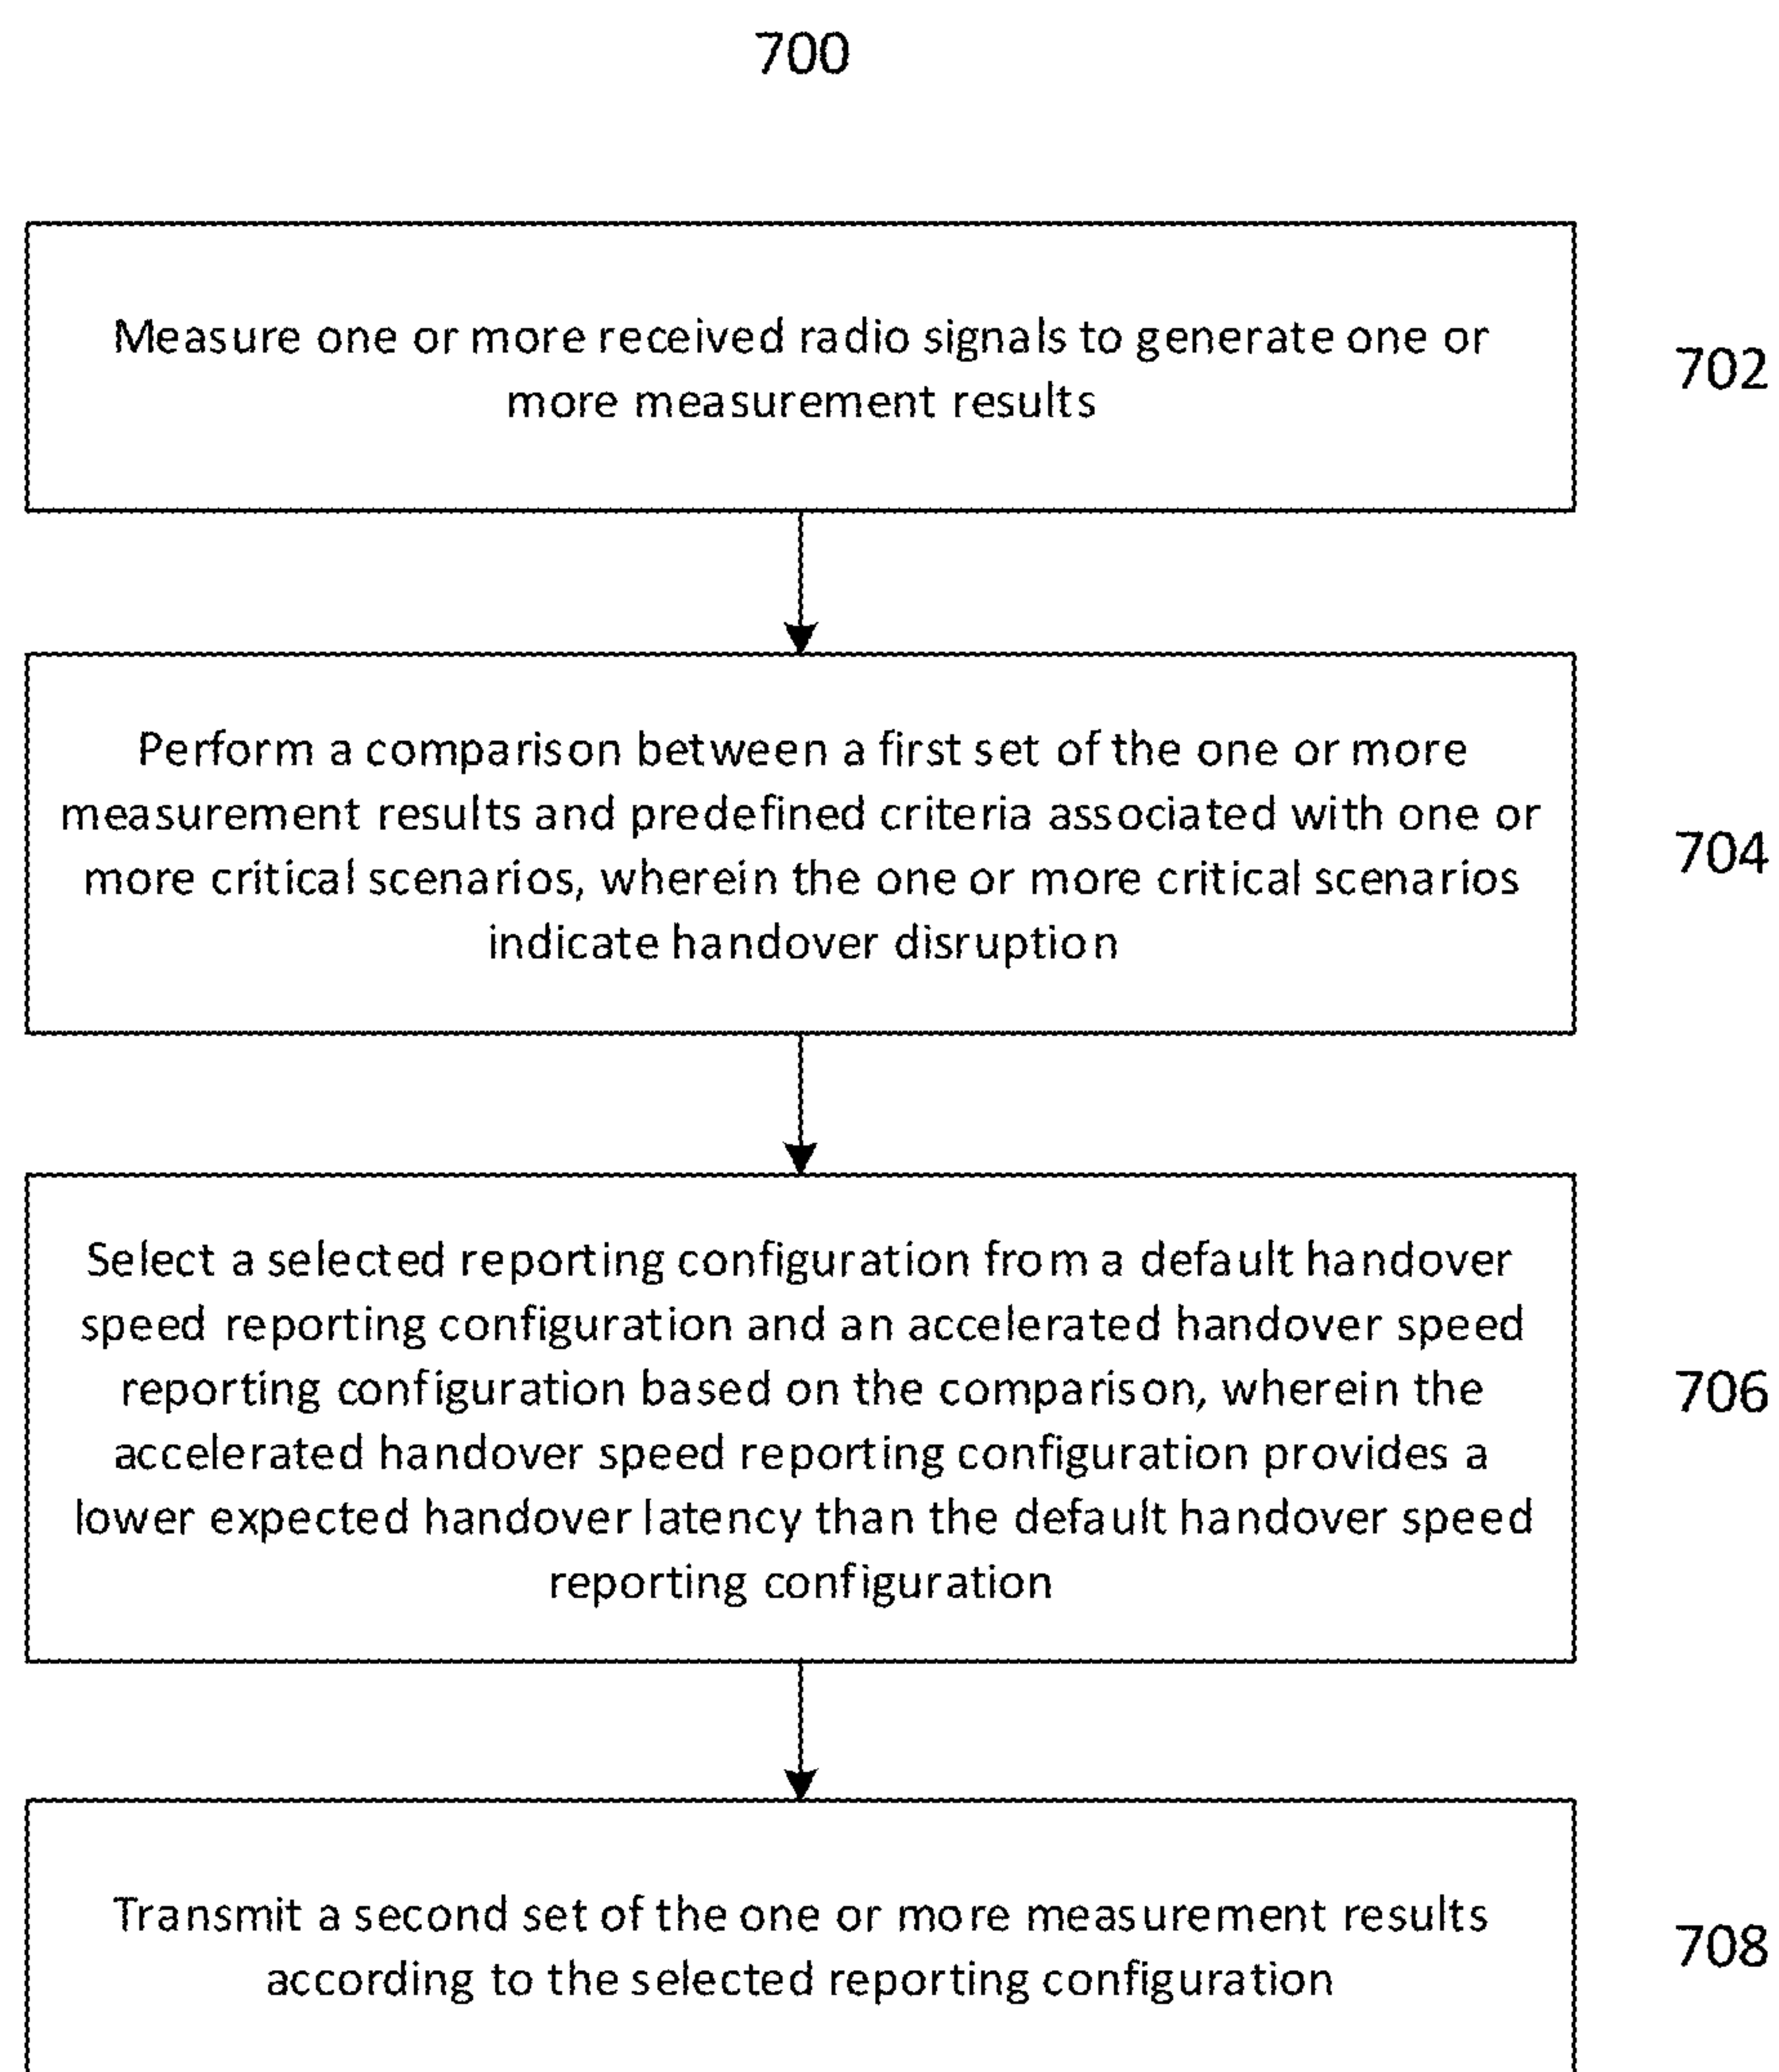 700
Measure one or more received radio signals to generate one or
more measurement results
702
Perform a comparison between a first set of the one or more
measurement results and predefined criteria associated with one or
more critical scenarios, wherein the one or more critical scenarios
indicate handover disruption
704
Select a selected reporting configuration from a default handover
speed reporting configuration and an accelerated handover speed
reporting configuration based on the comparison, wherein the
accelerated handover speed reporting configuration provides a
lower expected handover latency than the default handover speed
reporting configuration
706
Transmit a second set of the one or more measurement results
according to the selected reporting configuration
708